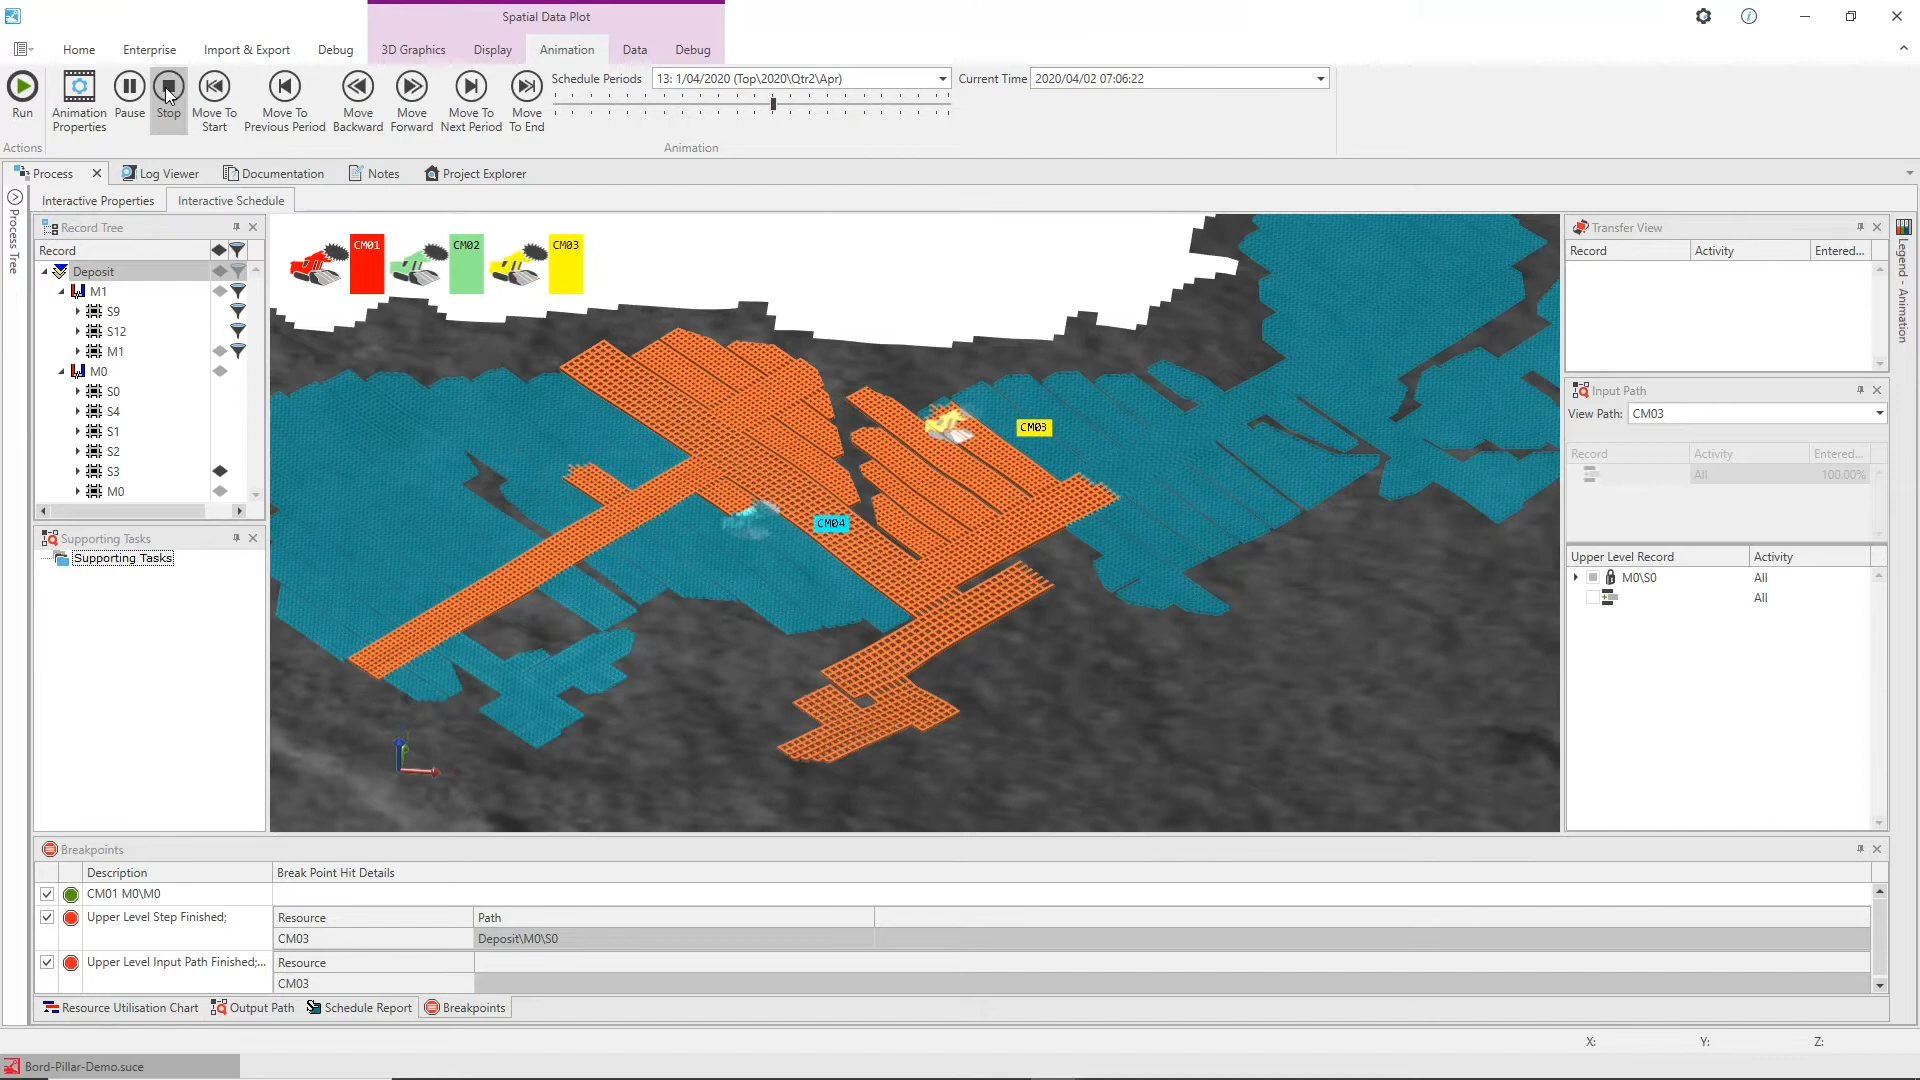 Spatial Data Plot
Home Enterprise Import & Export Debug 3D Graphics Display Animation Data Debug
Run
Animation Properties
Pause
Stop
Move To Start
Move To Previous Period
Move Backward
Move Forward
Move To Next Period
Move To End
Schedule Periods 13: 1/04/2020 (Top\2020\Qtr2\Apr) Current Time 2020/04/02 07:06:22
Actions Animation
Process Log Viewer Documentation Notes Project Explorer
Process Tree
Interactive Properties Interactive Schedule
Record Tree
Record
Deposit
M1
S9
S12
M1
M0
S0
S4
S1
S2
S3
M0
Supporting Tasks
Supporting Tasks
CM01 CM02 CM03
CM03
CM04
Transfer View
Record Activity Entered...
Input Path
View Path: CM03
Record Activity Entered...
All 100.00%
Upper Level Record Activity
M0\S0 All
All
Legend - Animation
Breakpoints
Description Break Point Hit Details
CM01 M0\M0
Upper Level Step Finished; Resource Path
CM03 Deposit\M0\S0
Upper Level Input Path Finished;... Resource
CM03
Resource Utilisation Chart Output Path Schedule Report Breakpoints
X: Y: Z:
Bord-Pillar-Demo.suce